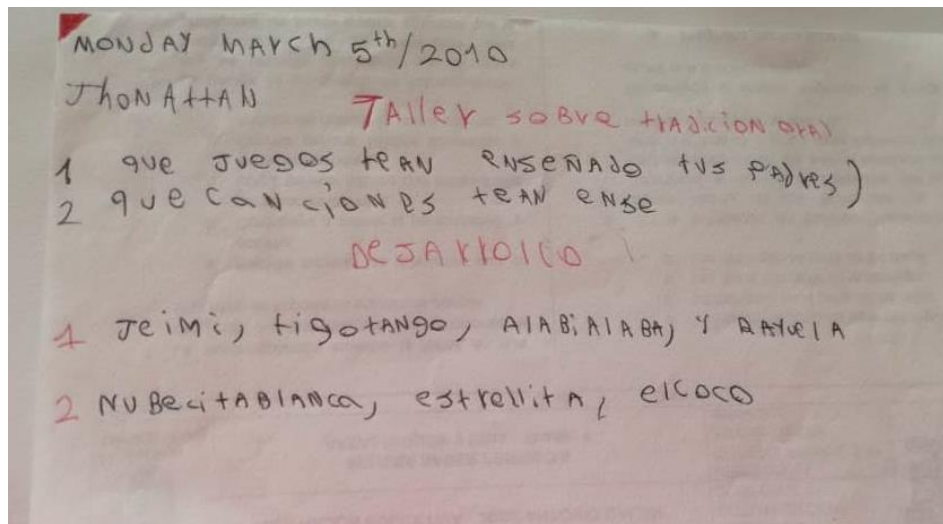 MONDAY MARCh 5th/2010
JhONAttAN
TAller soBre trAdicioN orAl
1 que Juegos teAN eNseÑAdo tus pAdres)
2 que caNciones teAN eNse
DeSArrollo
1 Jeimi, tigotANgo, AlABiAlABA, Y RAYuelA
2 NuBecitABlANca, estrellitA, elcoco